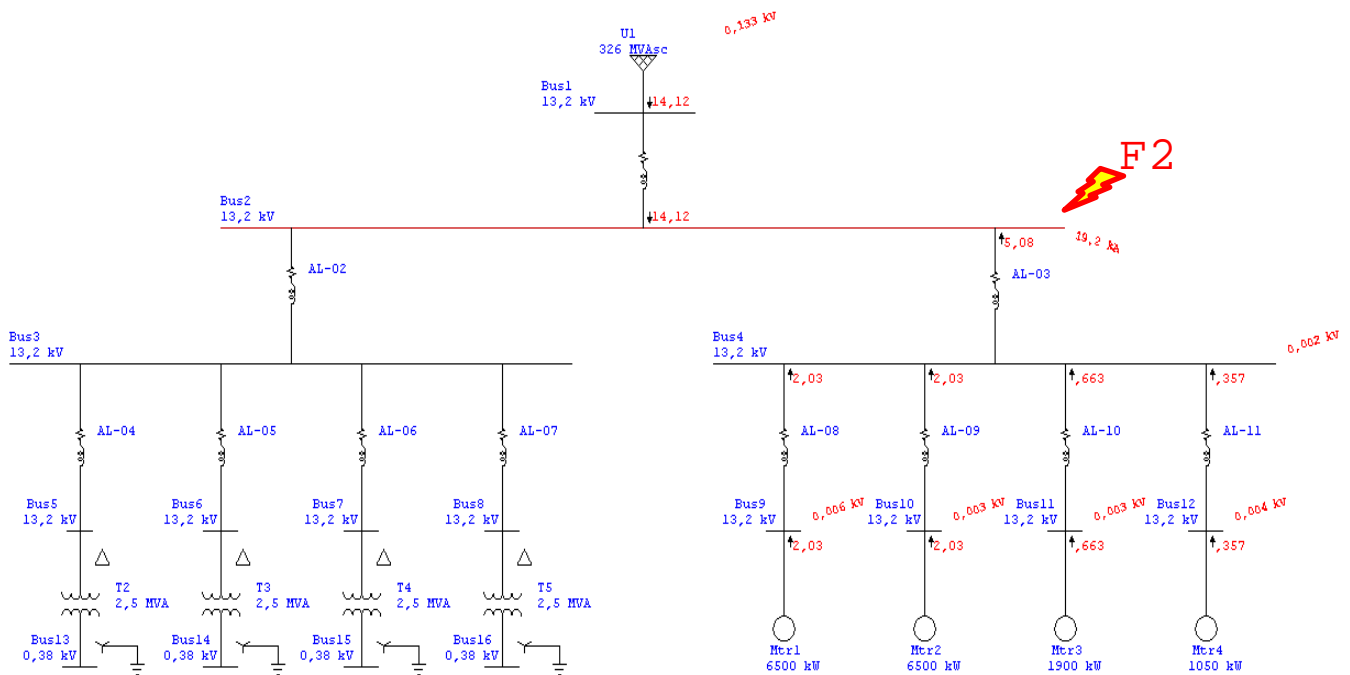 0,133 kV
U1
326 MVAsc
Bus1
13,2 kV
14,12
F2
Bus2
13,2 kV
14,12
5,08
19,2 kA
AL-02
AL-03
Bus3
13,2 kV
Bus4
13,2 kV
0,002 kV
2,03
2,03
,663
,357
AL-04
AL-05
AL-06
AL-07
AL-08
AL-09
AL-10
AL-11
Bus5
13,2 kV
Bus6
13,2 kV
Bus7
13,2 kV
Bus8
13,2 kV
Bus9
13,2 kV
0,006 kV
Bus10
13,2 kV
0,003 kV
Bus11
13,2 kV
0,003 kV
Bus12
13,2 kV
0,004 kV
2,03
2,03
,663
,357
T2
2,5 MVA
T3
2,5 MVA
T4
2,5 MVA
T5
2,5 MVA
Bus13
0,38 kV
Bus14
0,38 kV
Bus15
0,38 kV
Bus16
0,38 kV
Mtr1
6500 kW
Mtr2
6500 kW
Mtr3
1900 kW
Mtr4
1050 kW